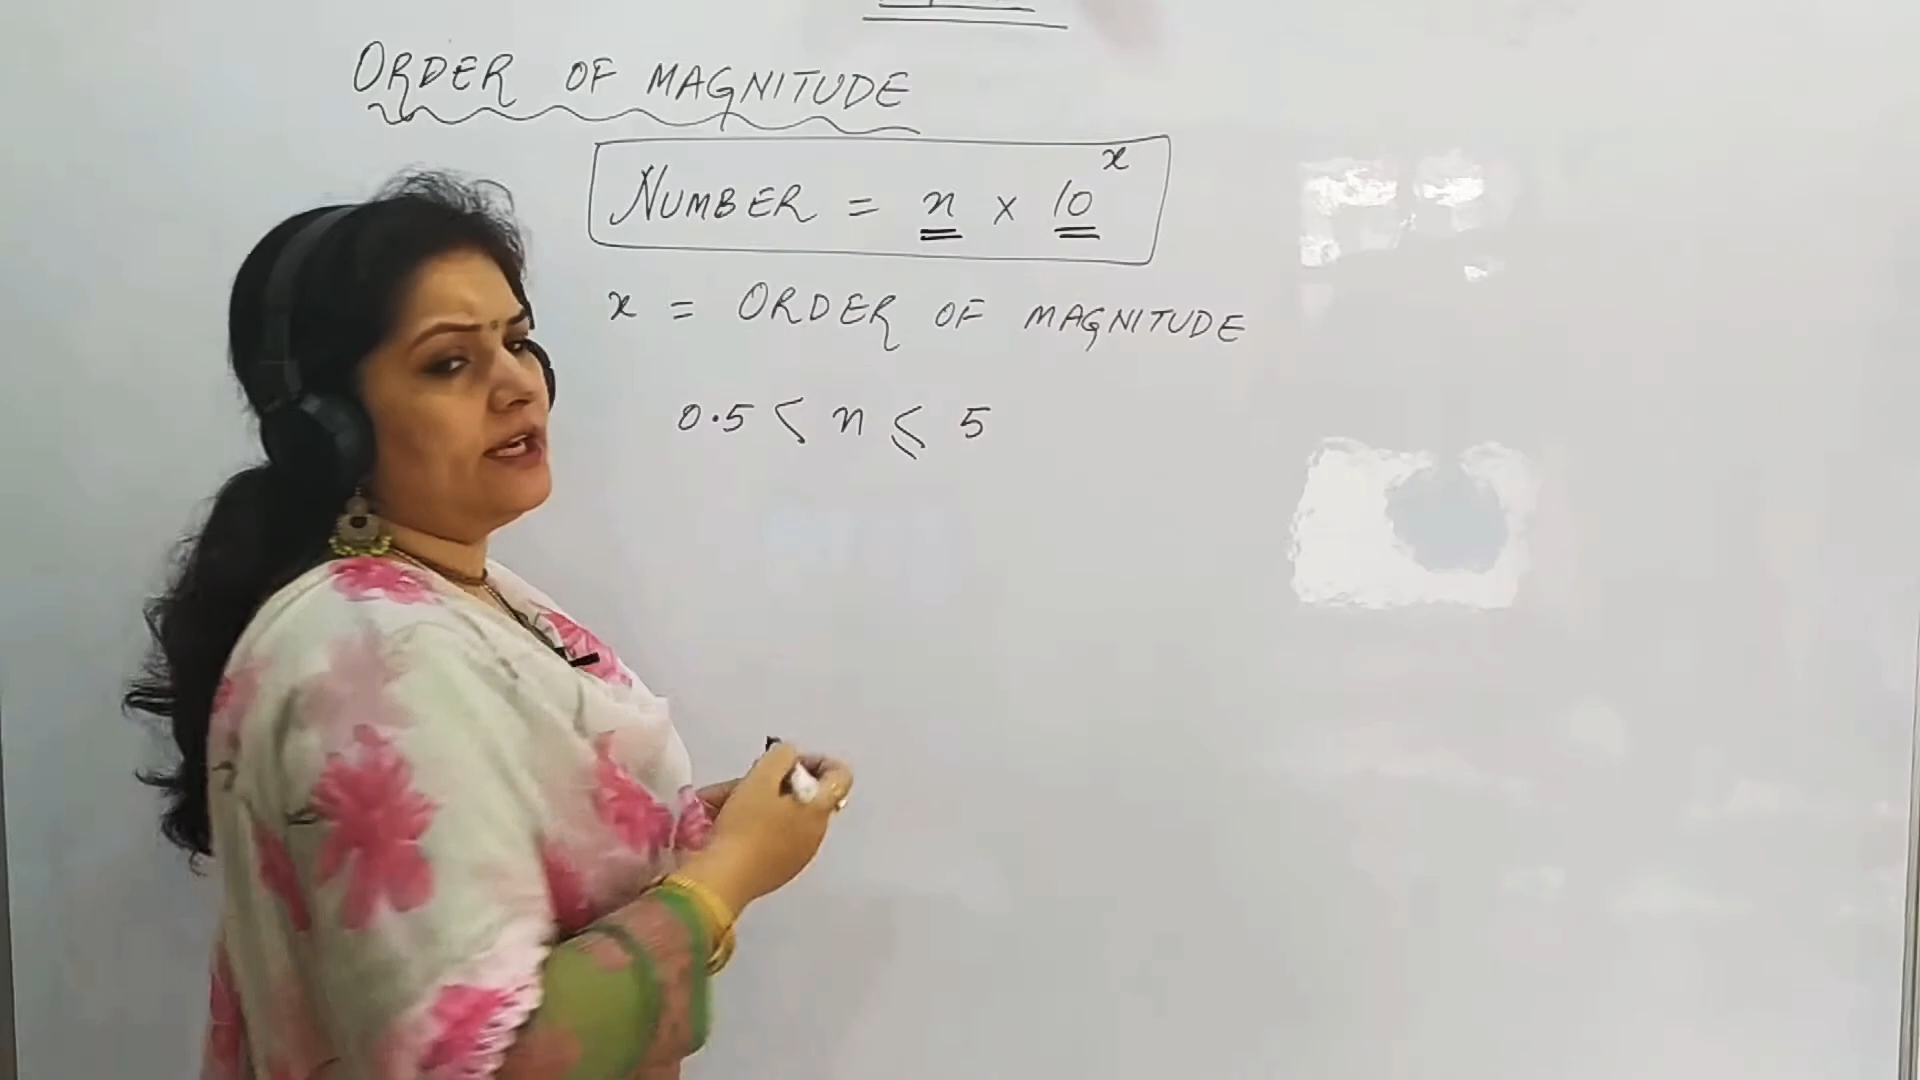 ORDER OF MAGNITUDE
NUMBER = n × 10^x
x = ORDER OF MAGNITUDE
0.5 < n ≤ 5